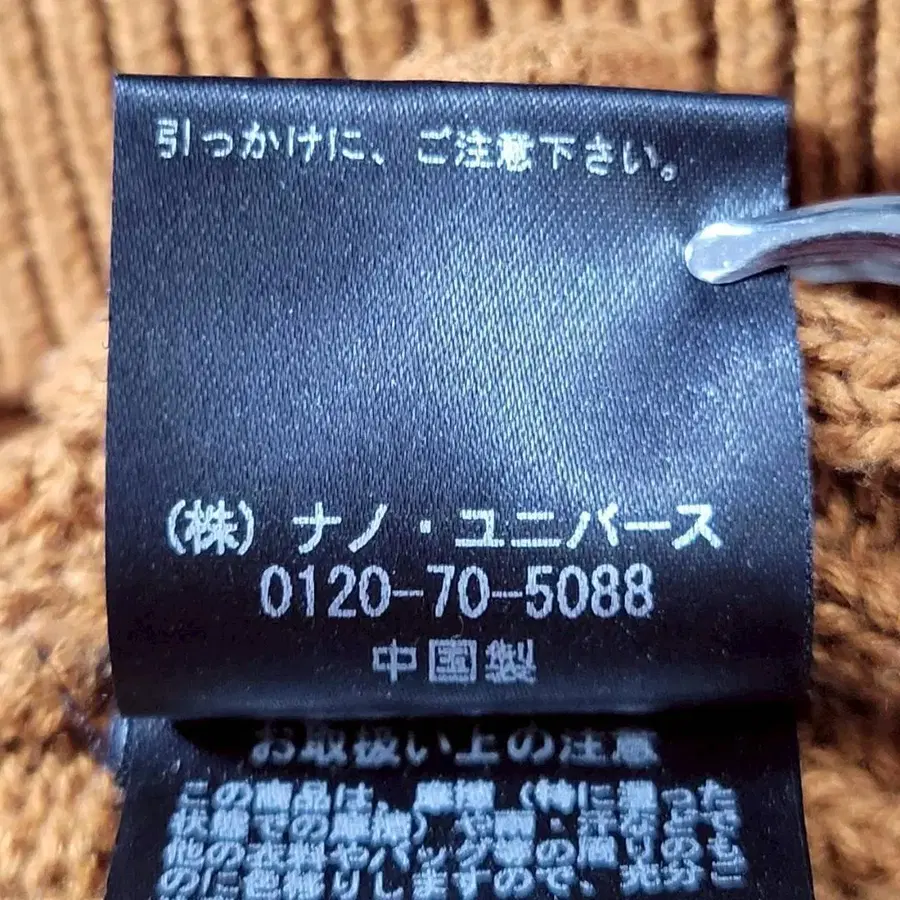 引っかけに、ご注意下さい。
(株) ナノ・ユニバース
0120-70-5088
中国製
お取扱い上の注意
この商品は、摩擦（特に湿った
状態での摩擦）や雨・汗などで
他の衣料やバッグ等の周りのも
のに色移りしますので、充分ご